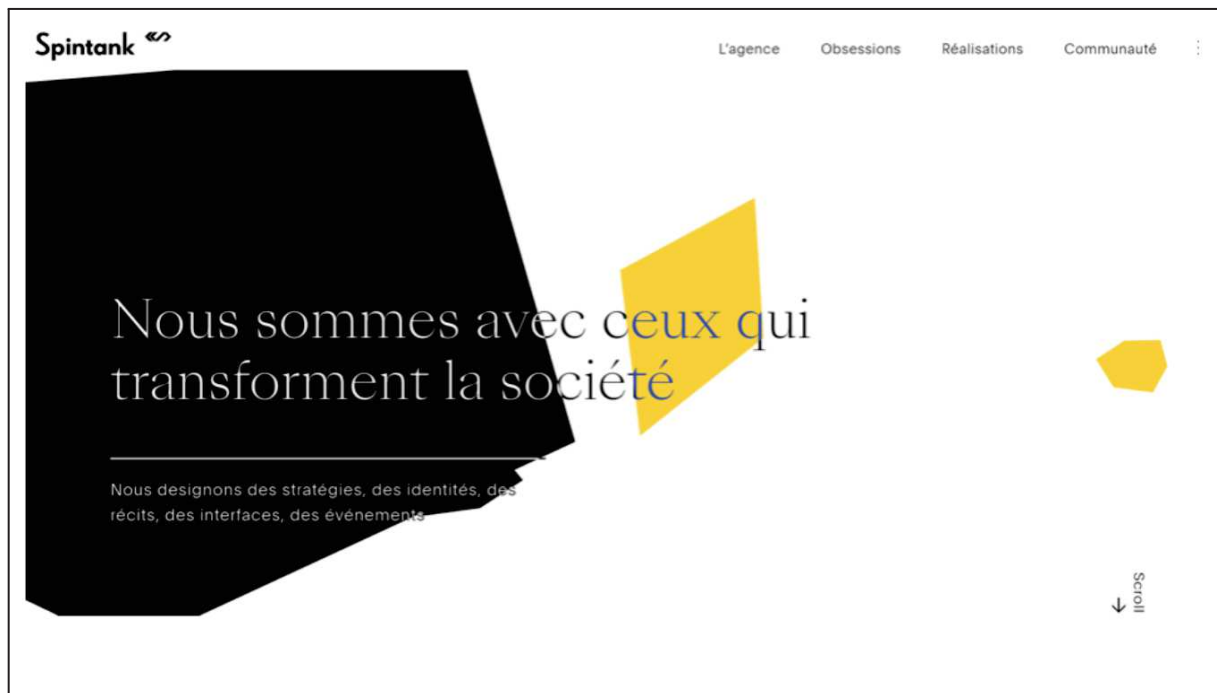 Spintank
L'agence Obsessions Réalisations Communauté
Nous sommes avec ceux qui
transforment la société
Nous designons des stratégies, des identités, des
récits, des interfaces, des événements
Scroll